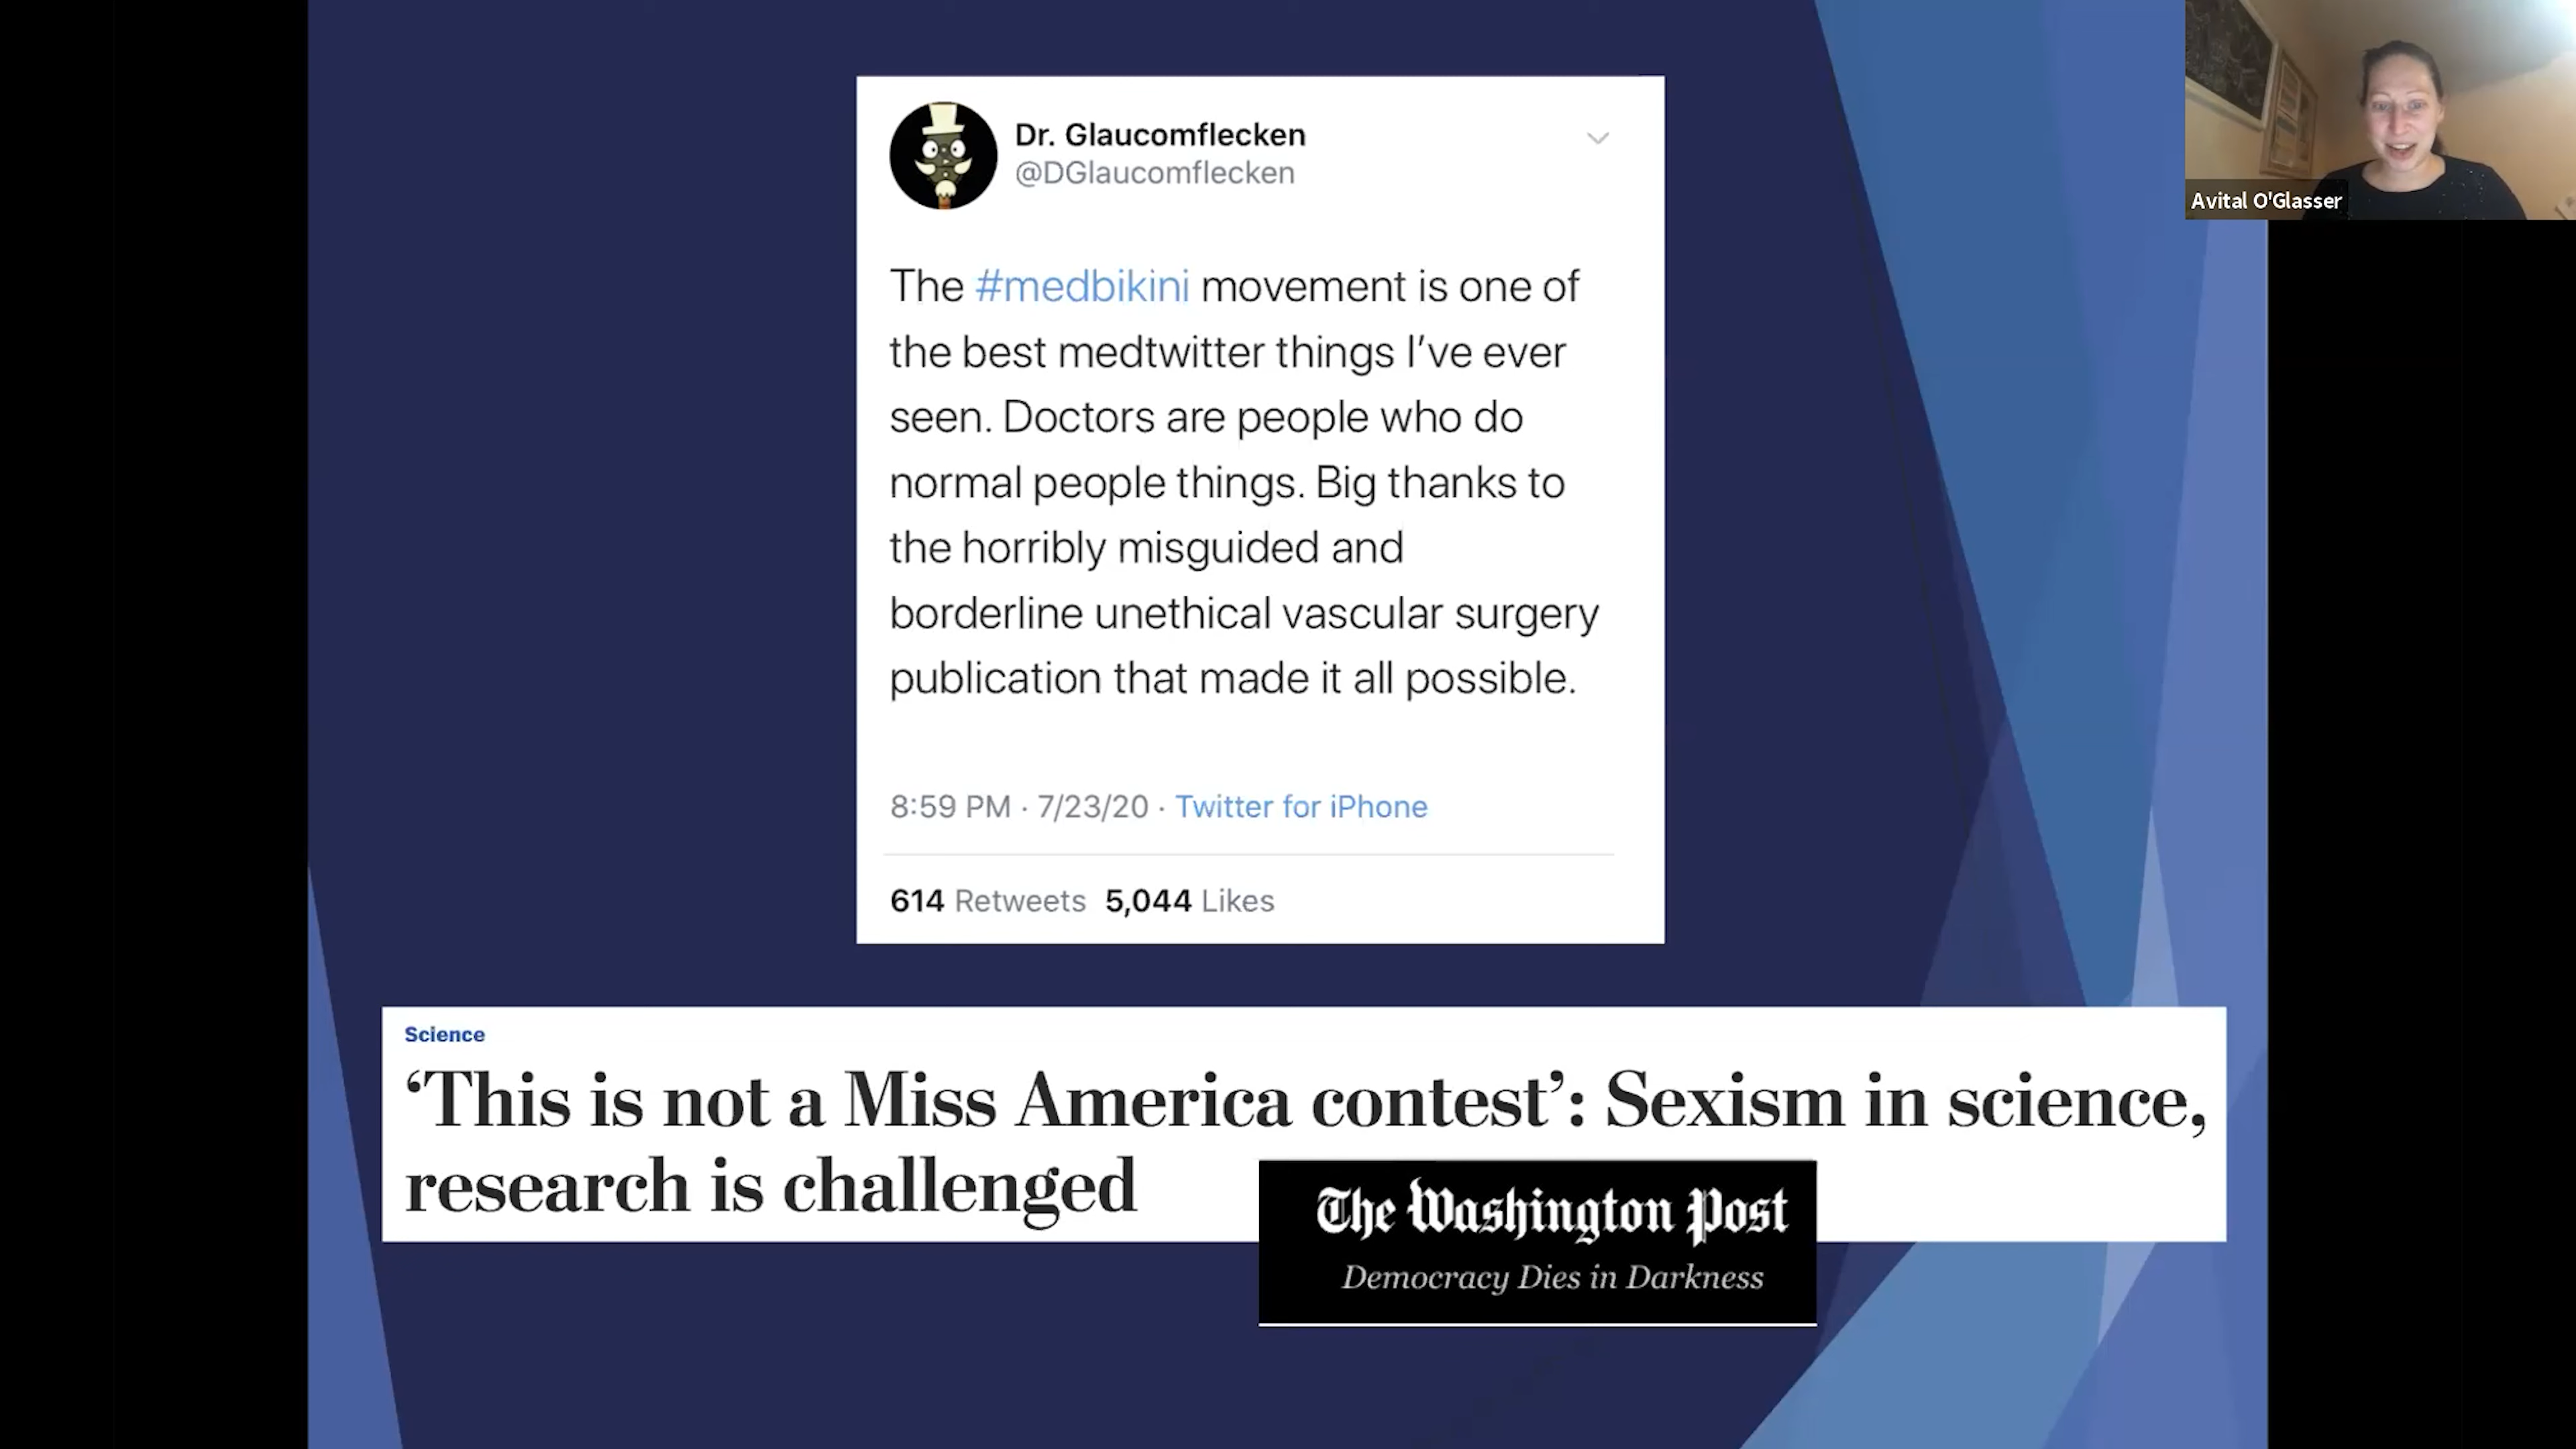 Dr. Glaucomflecken
@DGlaucomflecken
The #medbikini movement is one of
the best medtwitter things I’ve ever
seen. Doctors are people who do
normal people things. Big thanks to
the horribly misguided and
borderline unethical vascular surgery
publication that made it all possible.
8:59 PM · 7/23/20 · Twitter for iPhone
614 Retweets 5,044 Likes
Avital O'Glasser
Science
‘This is not a Miss America contest’: Sexism in science,
research is challenged
The Washington Post
Democracy Dies in Darkness